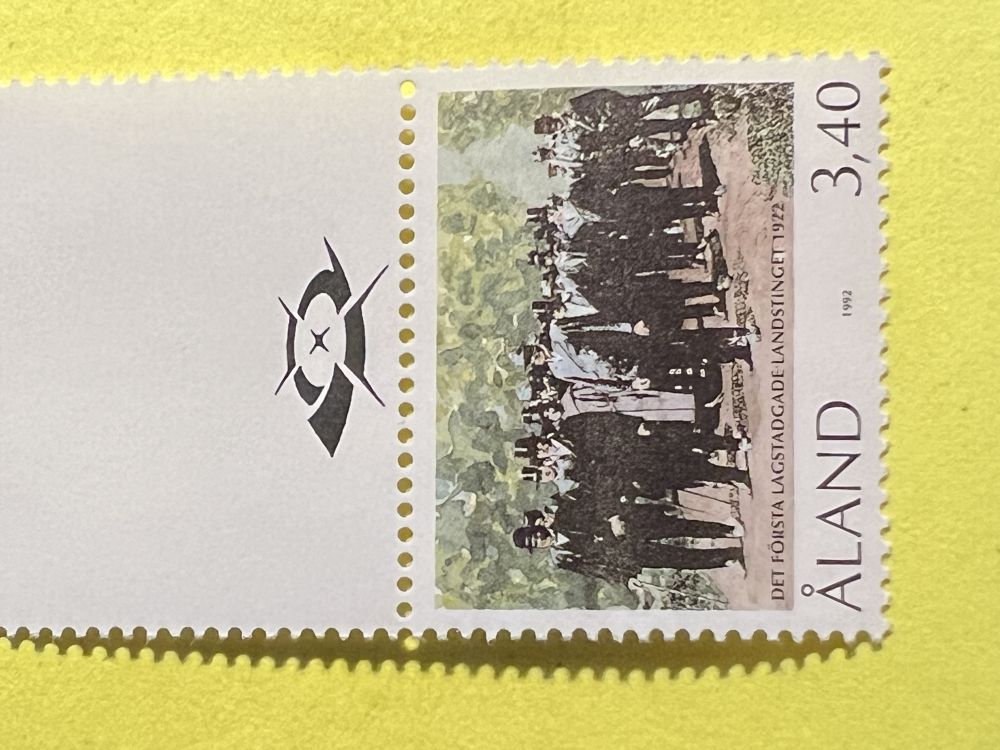 DET FÖRSTA LAGSTADGADE LANDSTINGET 1922
ÅLAND 3,40
1992